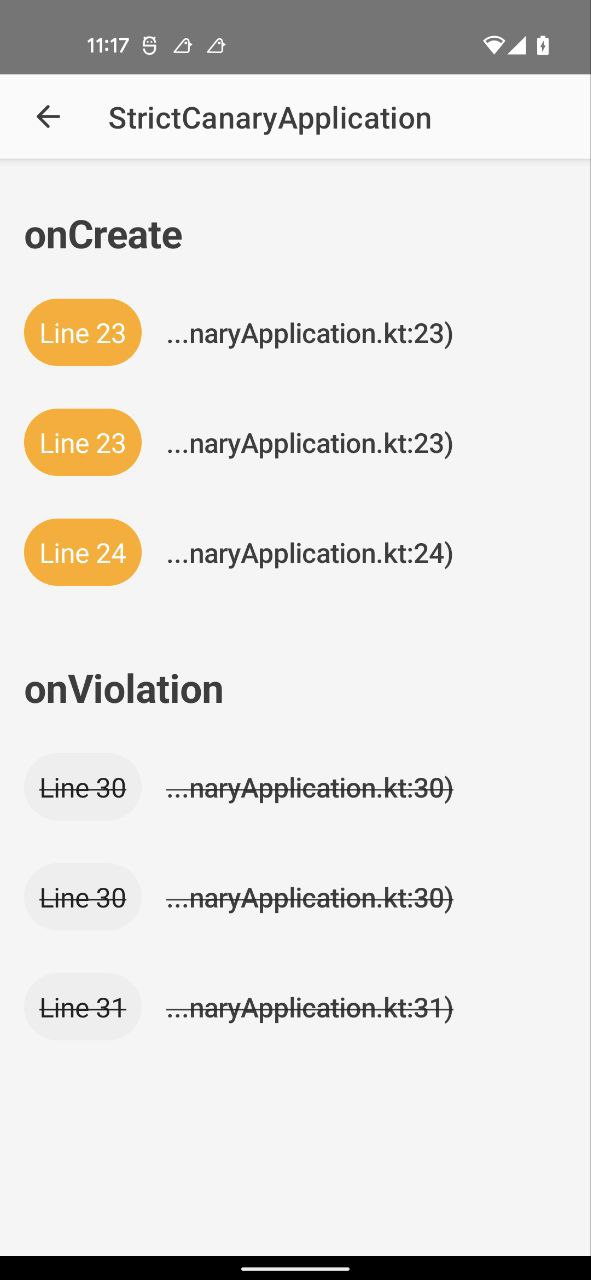 11:17
StrictCanaryApplication
onCreate
Line 23 ...naryApplication.kt:23)
Line 23 ...naryApplication.kt:23)
Line 24 ...naryApplication.kt:24)
onViolation
Line 30 ...naryApplication.kt:30)
Line 30 ...naryApplication.kt:30)
Line 31 ...naryApplication.kt:31)